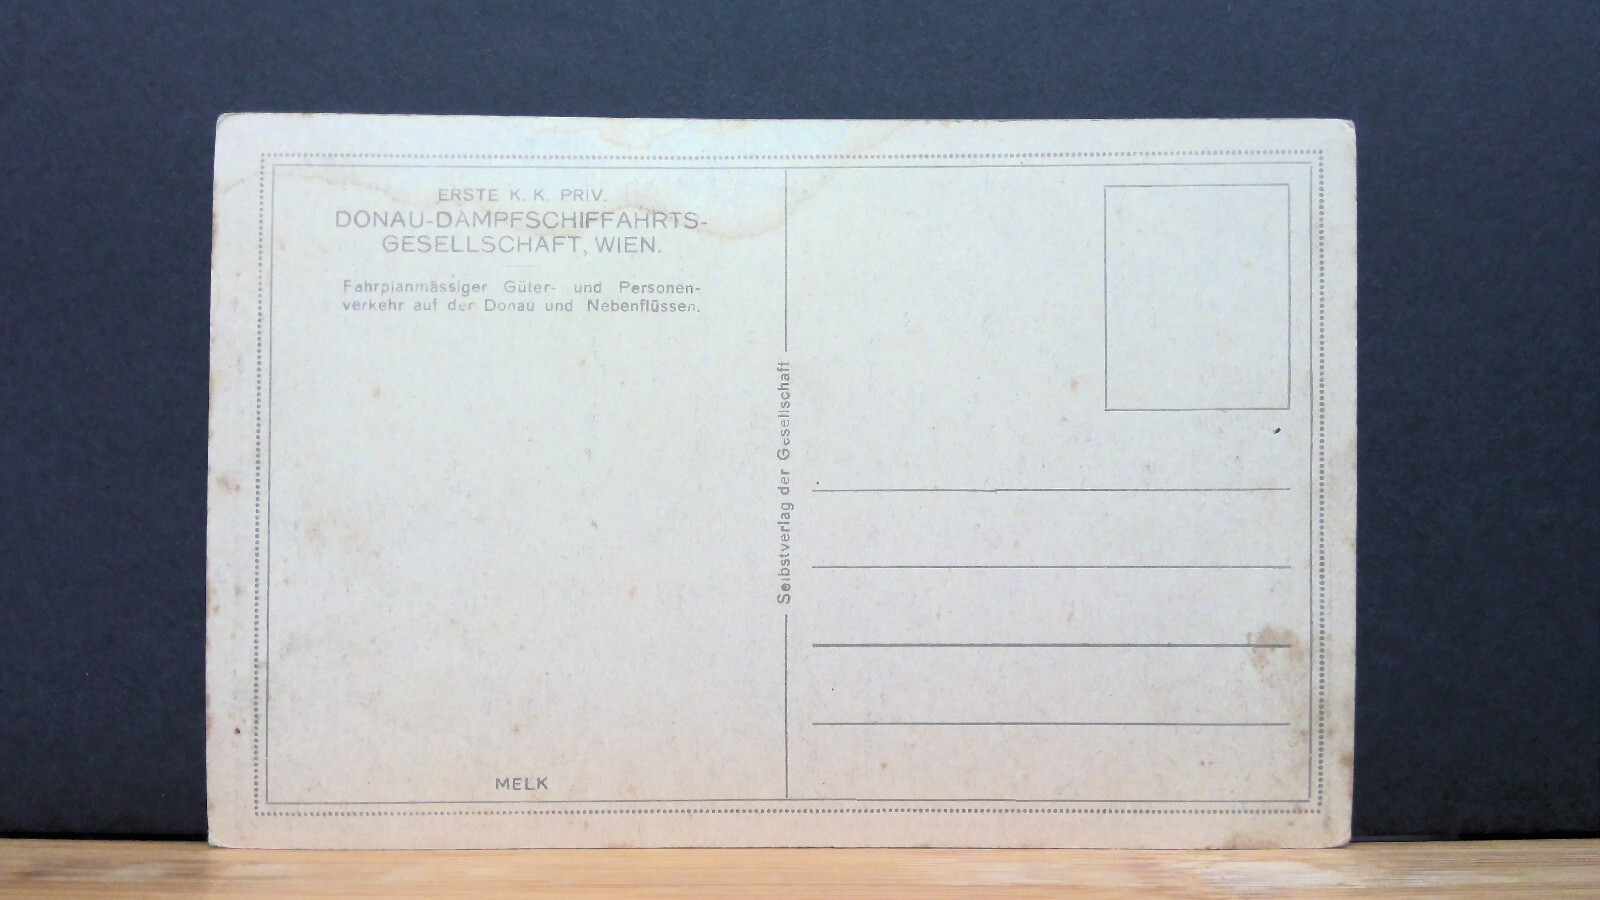 ERSTE K. K. PRIV.
DONAU-DAMPFSCHIFFAHRTS-
GESELLSCHAFT, WIEN.
Fahrplanmässiger Güter- und Personen-
verkehr auf der Donau und Nebenflüssen.
MELK
Selbstverlag der Gesellschaft